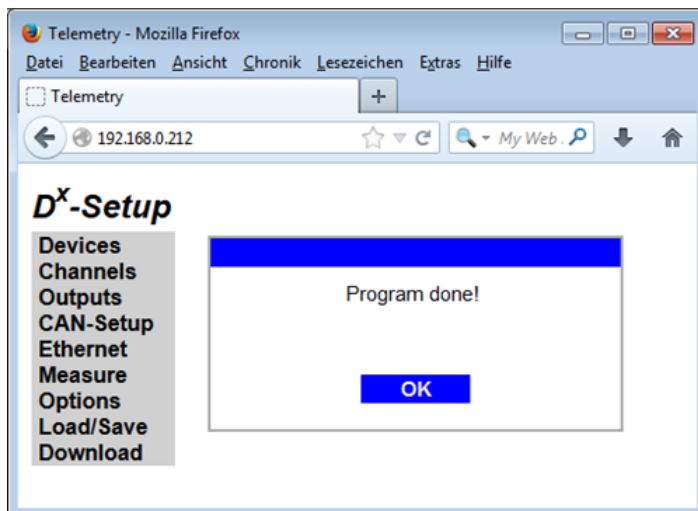 Telemetry - Mozilla Firefox
Datei Bearbeiten Ansicht Chronik Lesezeichen Extras Hilfe
Telemetry
192.168.0.212 My Web
Dx-Setup
Devices
Channels
Outputs
CAN-Setup
Ethernet
Measure
Options
Load/Save
Download
Program done!
OK